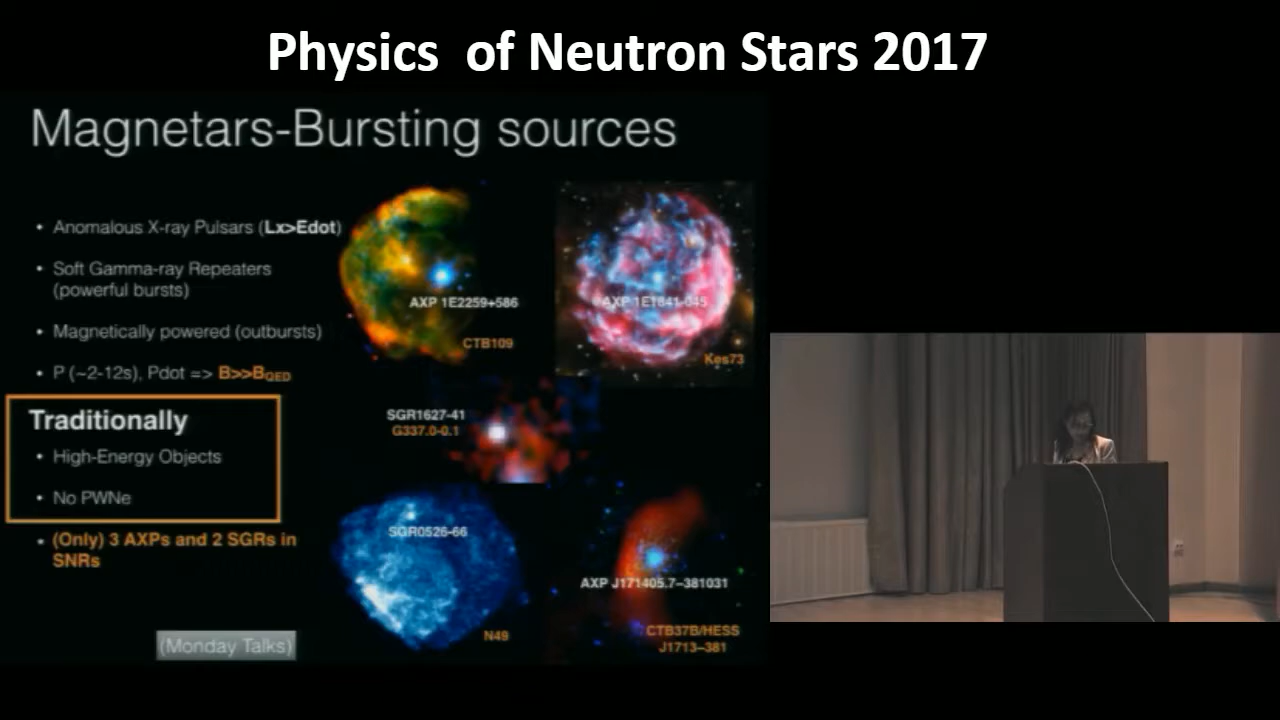 Physics of Neutron Stars 2017
Magnetars-Bursting sources
• Anomalous X-ray Pulsars (Lx>Edot)
• Soft Gamma-ray Repeaters
(powerful bursts)
• Magnetically powered (outbursts)
• P (~2-12s), Pdot => B>>BQED
Traditionally
• High-Energy Objects
• No PWNe
• (Only) 3 AXPs and 2 SGRs in
SNRs
(Monday Talks)
AXP 1E2259+586
CTB109
AXP 1E1841-045
Kes73
SGR1627-41
G337.0-0.1
SGR0526-66
N49
AXP J171405.7–381031
CTB37B/HESS
J1713–381